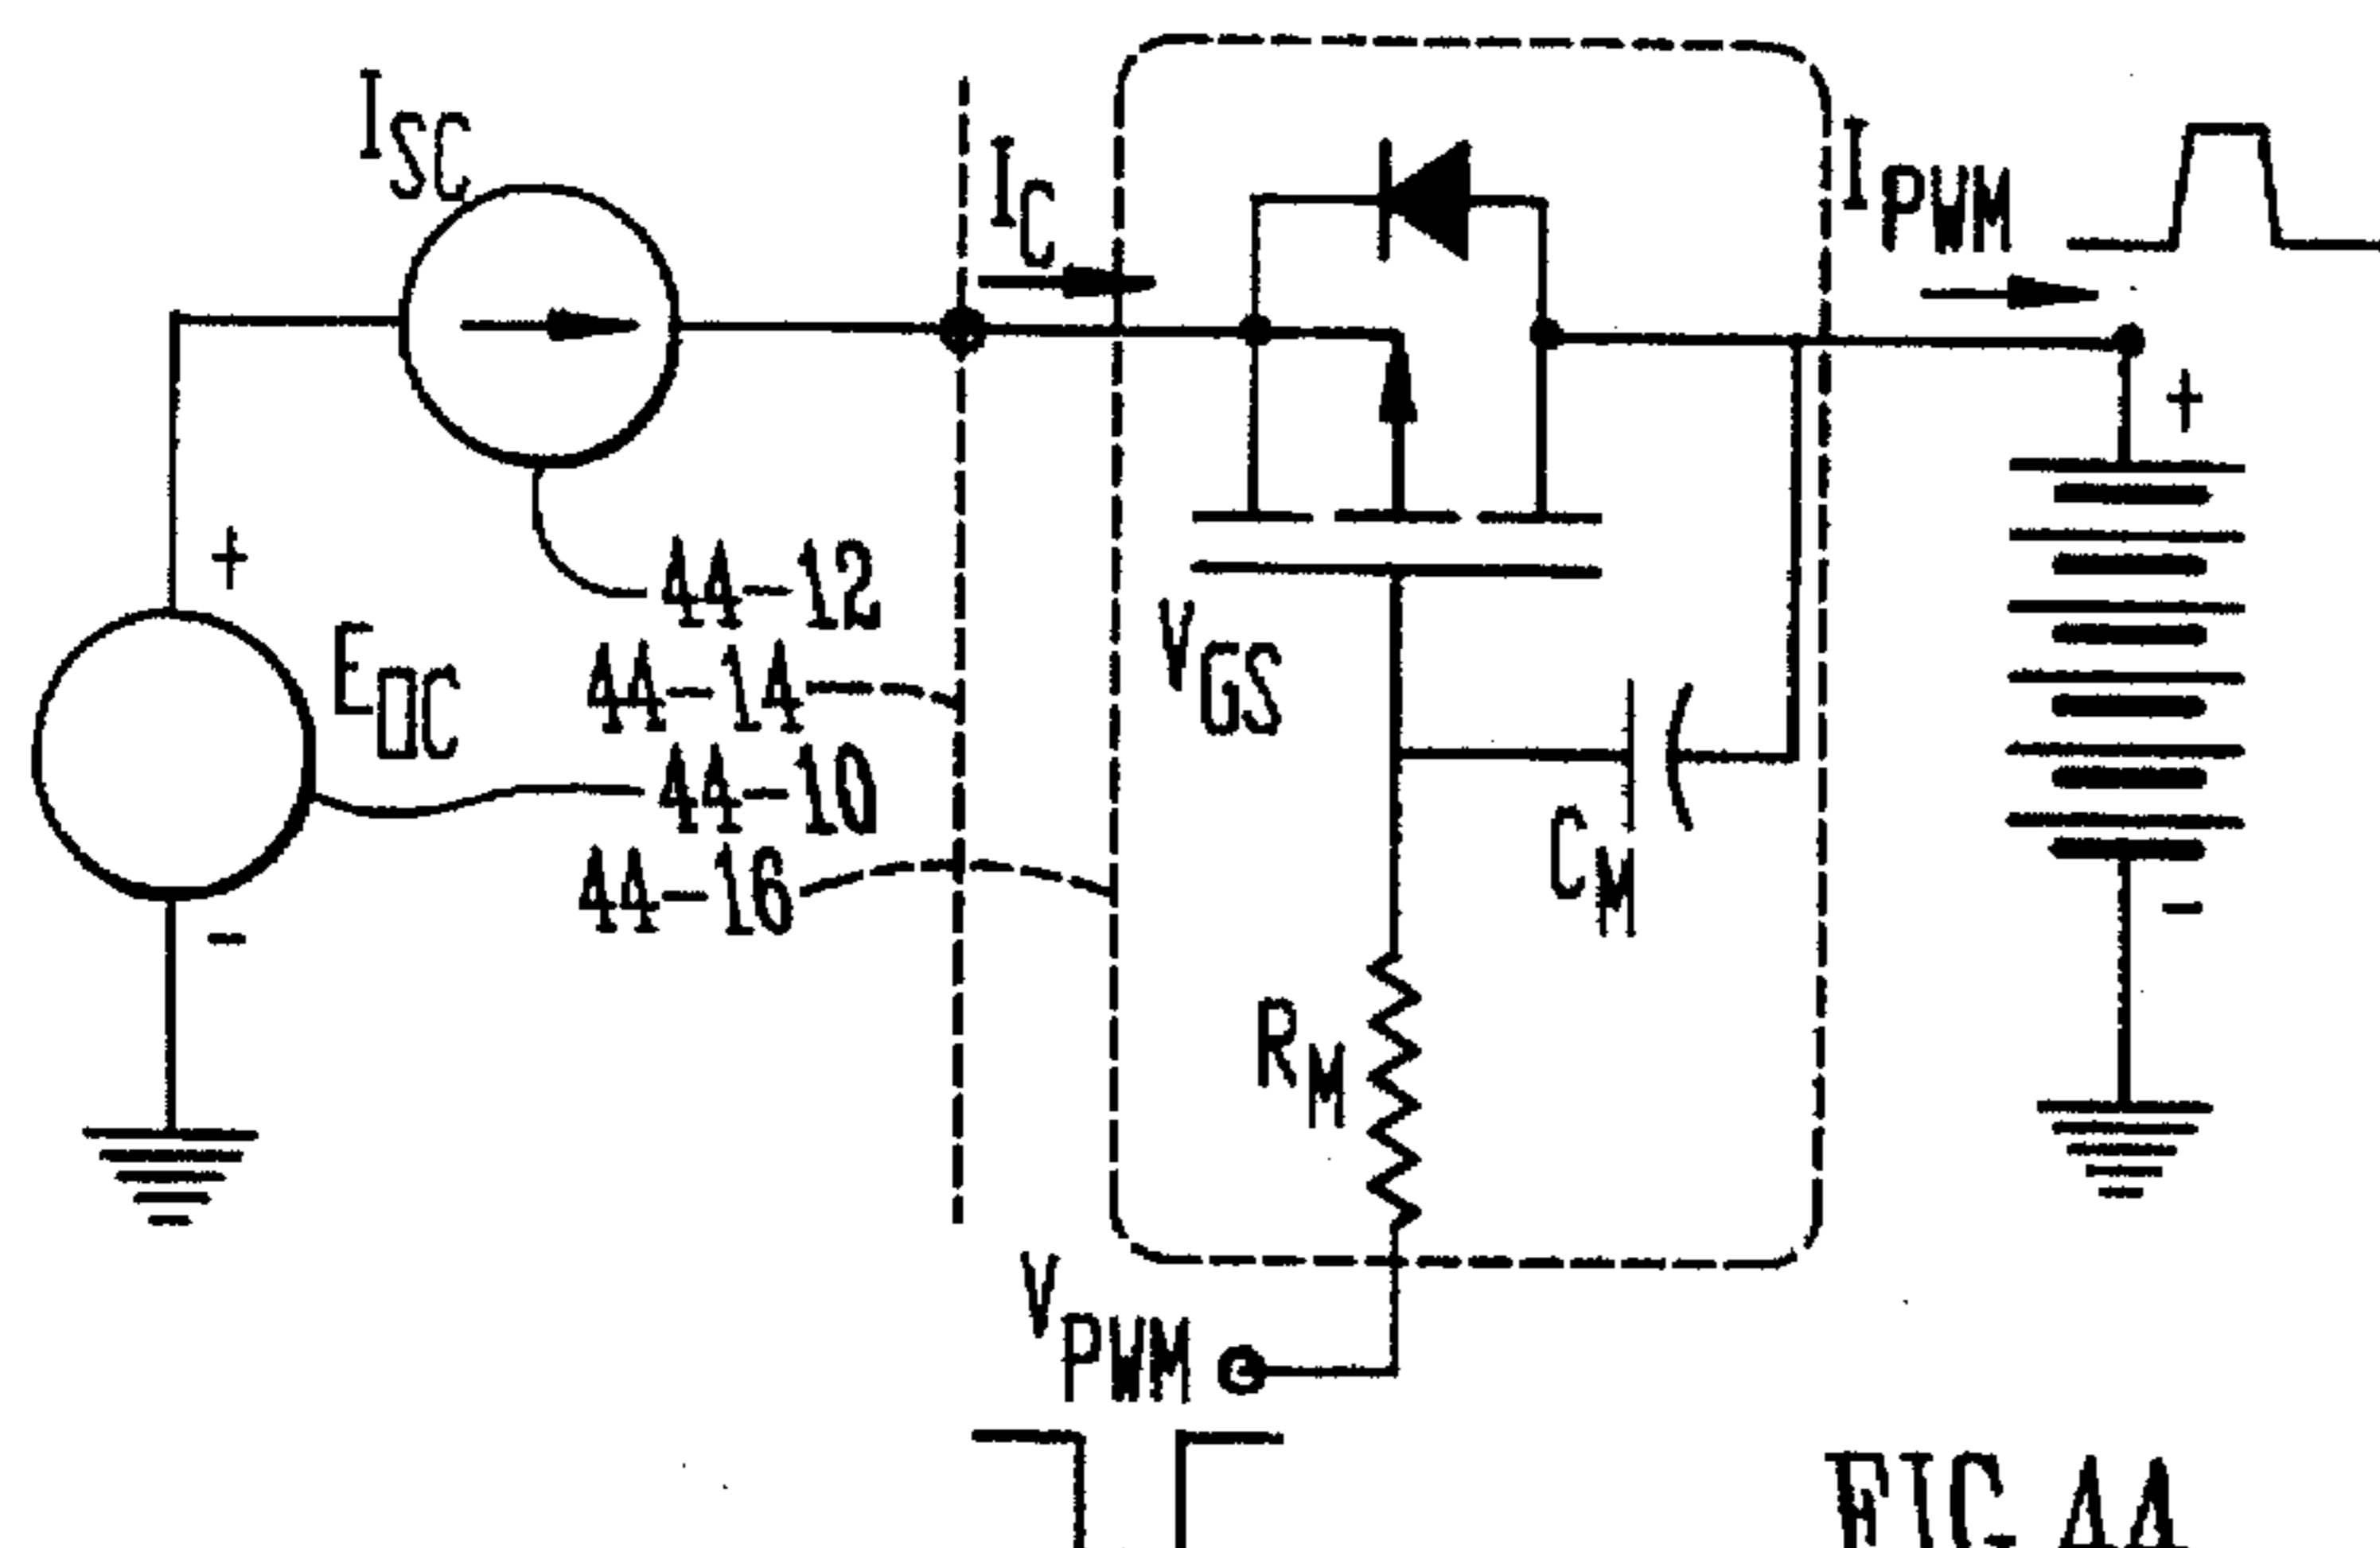 I_SC
I_C
I_PWM
+
+
E_DC
44-12
44-14
44-10
44-16
V_GS
C_M
-
-
R_M
V_PWM
FIG. 44